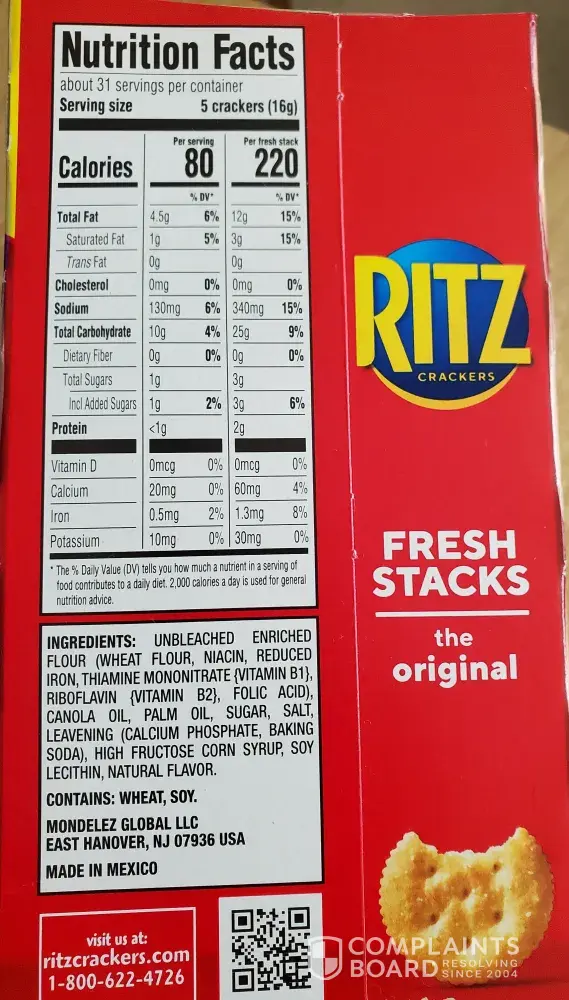 Nutrition Facts
about 31 servings per container
Serving size 5 crackers (16g)
Per serving Per fresh stack
Calories 80 220
% DV* % DV*
Total Fat 4.5g 6% 12g 15%
Saturated Fat 1g 5% 3g 15%
Trans Fat 0g 0g
Cholesterol 0mg 0% 0mg 0%
Sodium 130mg 6% 340mg 15%
Total Carbohydrate 10g 4% 25g 9%
Dietary Fiber 0g 0% 0g 0%
Total Sugars 1g 3g
Incl Added Sugars 1g 2% 3g 6%
Protein <1g 2g
Vitamin D 0mcg 0% 0mcg 0%
Calcium 20mg 0% 60mg 4%
Iron 0.5mg 2% 1.3mg 8%
Potassium 10mg 0% 30mg 0%
* The % Daily Value (DV) tells you how much a nutrient in a serving of
food contributes to a daily diet. 2,000 calories a day is used for general
nutrition advice.
INGREDIENTS: UNBLEACHED ENRICHED
FLOUR (WHEAT FLOUR, NIACIN, REDUCED
IRON, THIAMINE MONONITRATE {VITAMIN B1},
RIBOFLAVIN {VITAMIN B2}, FOLIC ACID),
CANOLA OIL, PALM OIL, SUGAR, SALT,
LEAVENING (CALCIUM PHOSPHATE, BAKING
SODA), HIGH FRUCTOSE CORN SYRUP, SOY
LECITHIN, NATURAL FLAVOR.
CONTAINS: WHEAT, SOY.
MONDELEZ GLOBAL LLC
EAST HANOVER, NJ 07936 USA
MADE IN MEXICO
visit us at:
ritzcrackers.com
1-800-622-4726
RITZ
CRACKERS
FRESH
STACKS
the
original
COMPLAINTS
BOARD RESOLVING
SINCE 2004